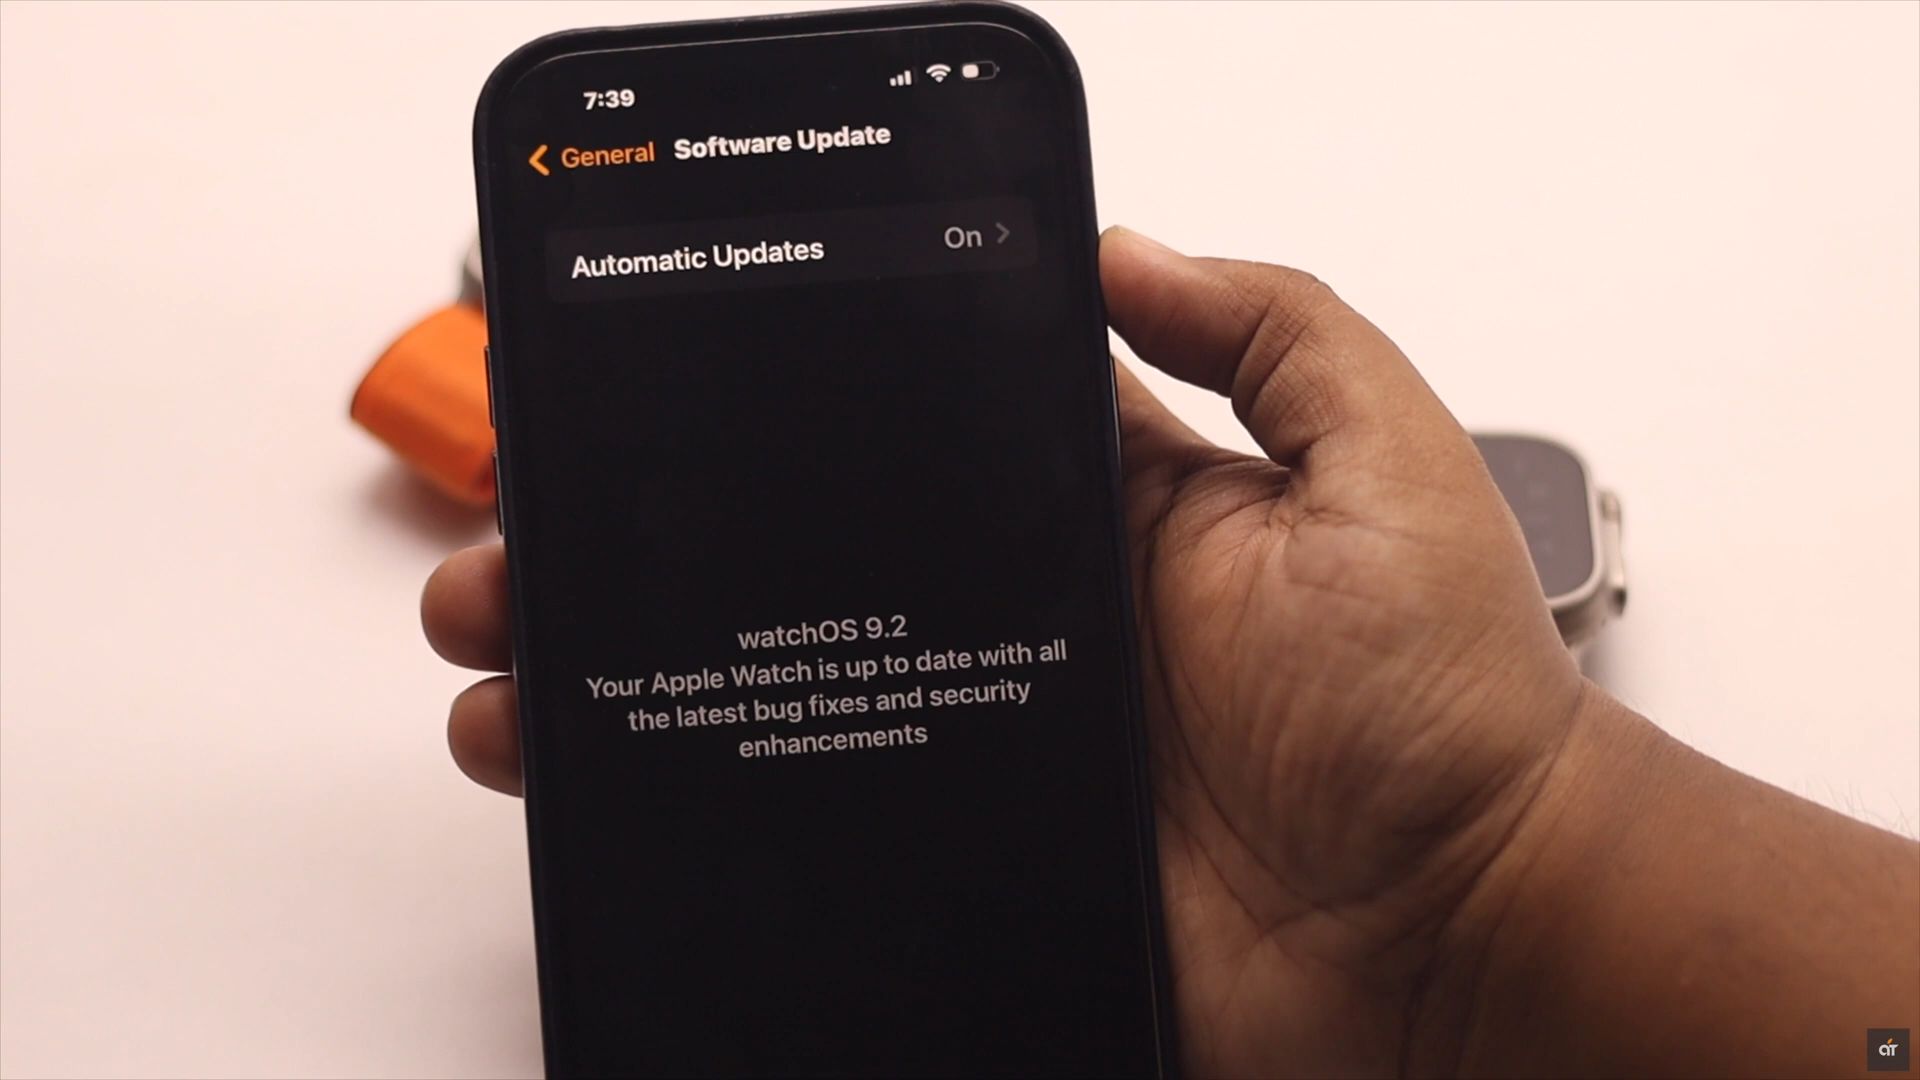 7:39
General Software Update
Automatic Updates On
watchOS 9.2
Your Apple Watch is up to date with all
the latest bug fixes and security
enhancements
aT